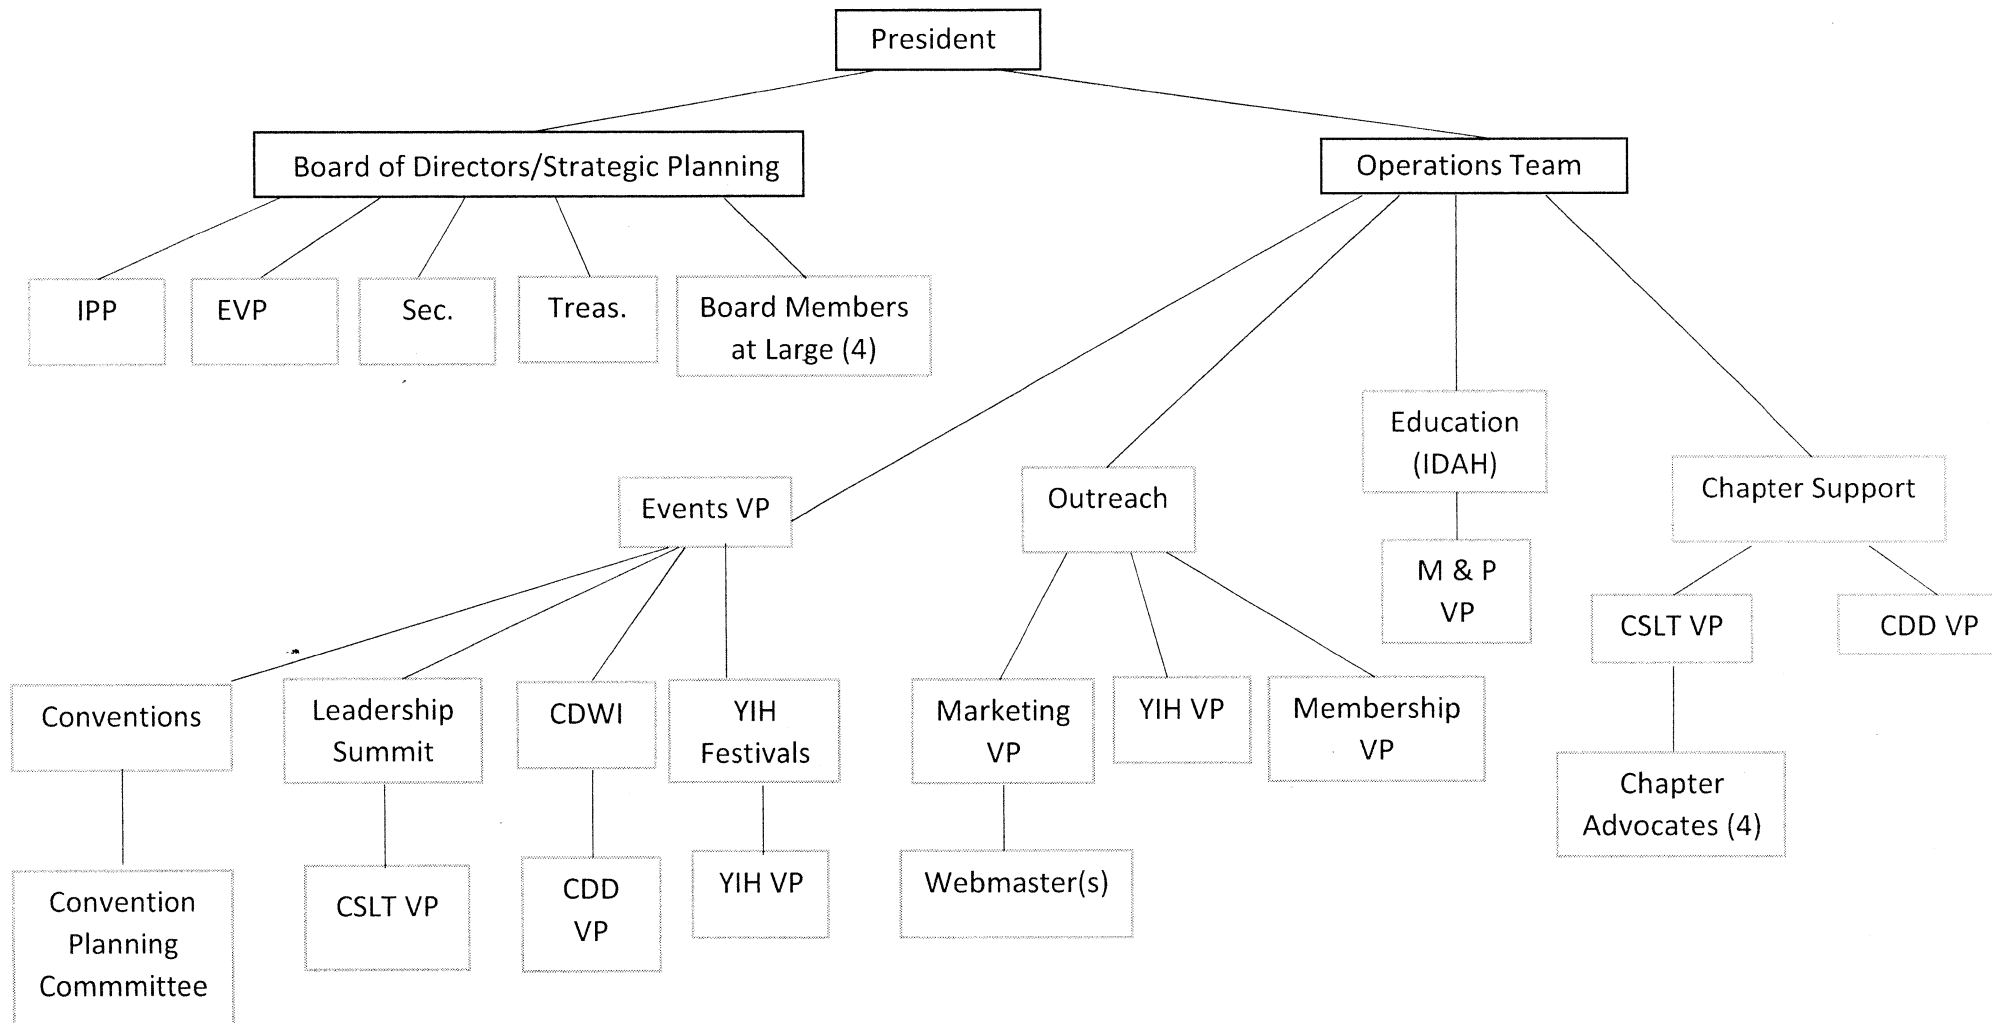 President
Board of Directors/Strategic Planning
Operations Team
IPP
EVP
Sec.
Treas.
Board Members
at Large (4)
Education
(IDAH)
Events VP
Outreach
Chapter Support
M & P
VP
CSLT VP
CDD VP
Conventions
Leadership
Summit
CDWI
YIH
Festivals
Marketing
VP
YIH VP
Membership
VP
Chapter
Advocates (4)
Convention
Planning
Commmittee
CSLT VP
CDD
VP
YIH VP
Webmaster(s)